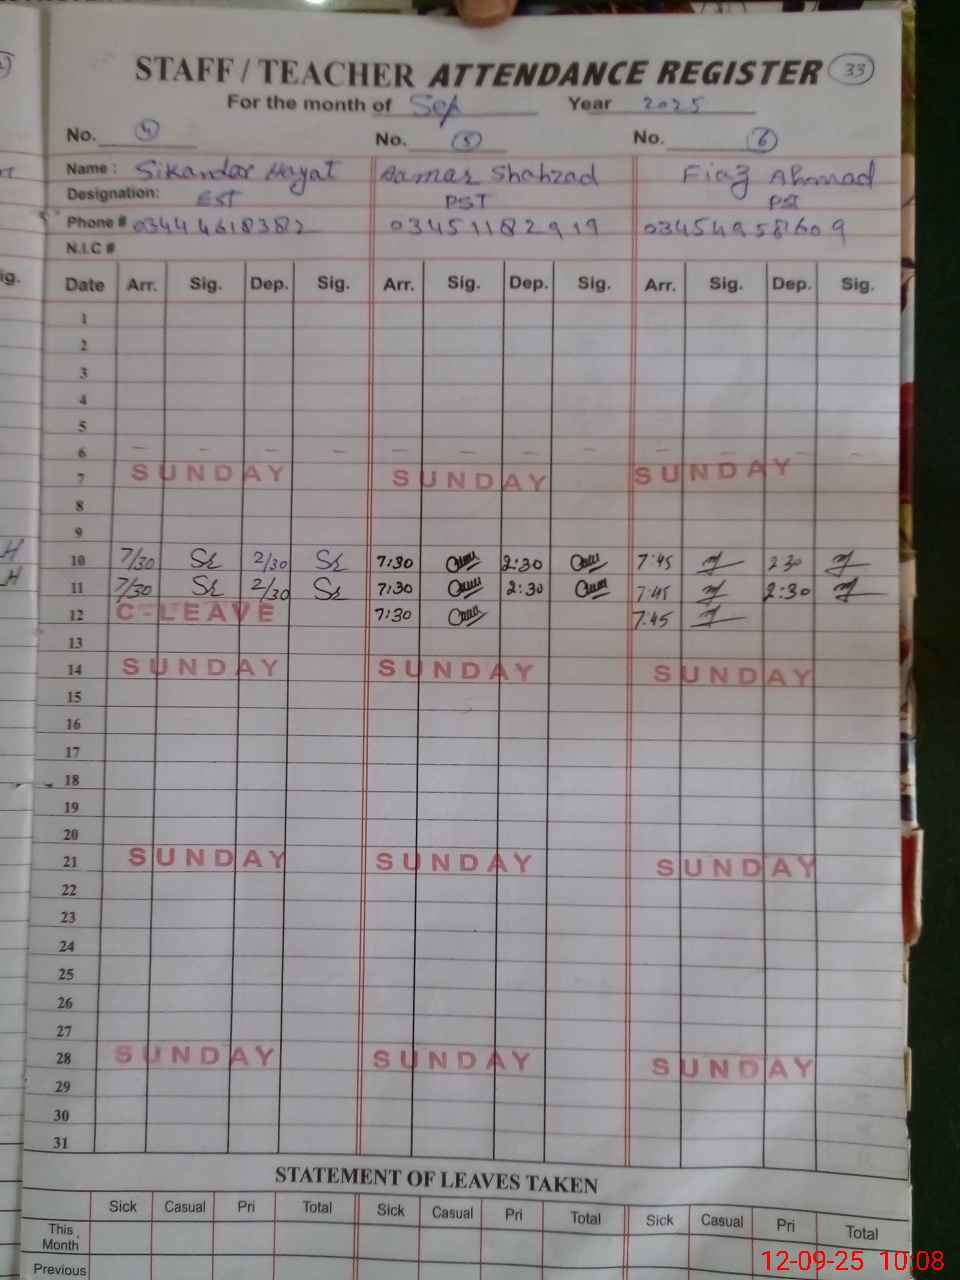 STAFF / TEACHER ATTENDANCE REGISTER 33
For the month of Sep Year 2025
No. 4 No. 5 No. 6
Name : Sikandar Hayat Qamar Shahzad Fiaz Ahmad
Designation: EST PST PST
Phone # 03444618382 03451182919 03454958609
N.I.C #
ig. Date Arr. Sig. Dep. Sig. Arr. Sig. Dep. Sig. Arr. Sig. Dep. Sig.
1
2
3
4
5
6 - - - - - - - - -
7 SUNDAY SUNDAY SUNDAY
8
9
H 10 7/30 2/30 7:30 2:30 7:45 2 30
H 11 7/30 2/30 7:30 2:30 7:45 2:30
12 C-LEAVE 7:30 7.45
13
14 SUNDAY SUNDAY SUNDAY
15
16
17
18
19
20
21 SUNDAY SUNDAY SUNDAY
22
23
24
25
26
27
28 SUNDAY SUNDAY SUNDAY
29
30
31
STATEMENT OF LEAVES TAKEN
Sick Casual Pri Total Sick Casual Pri Total Sick Casual Pri Total
This Month
Previous
12-09-25 10:08